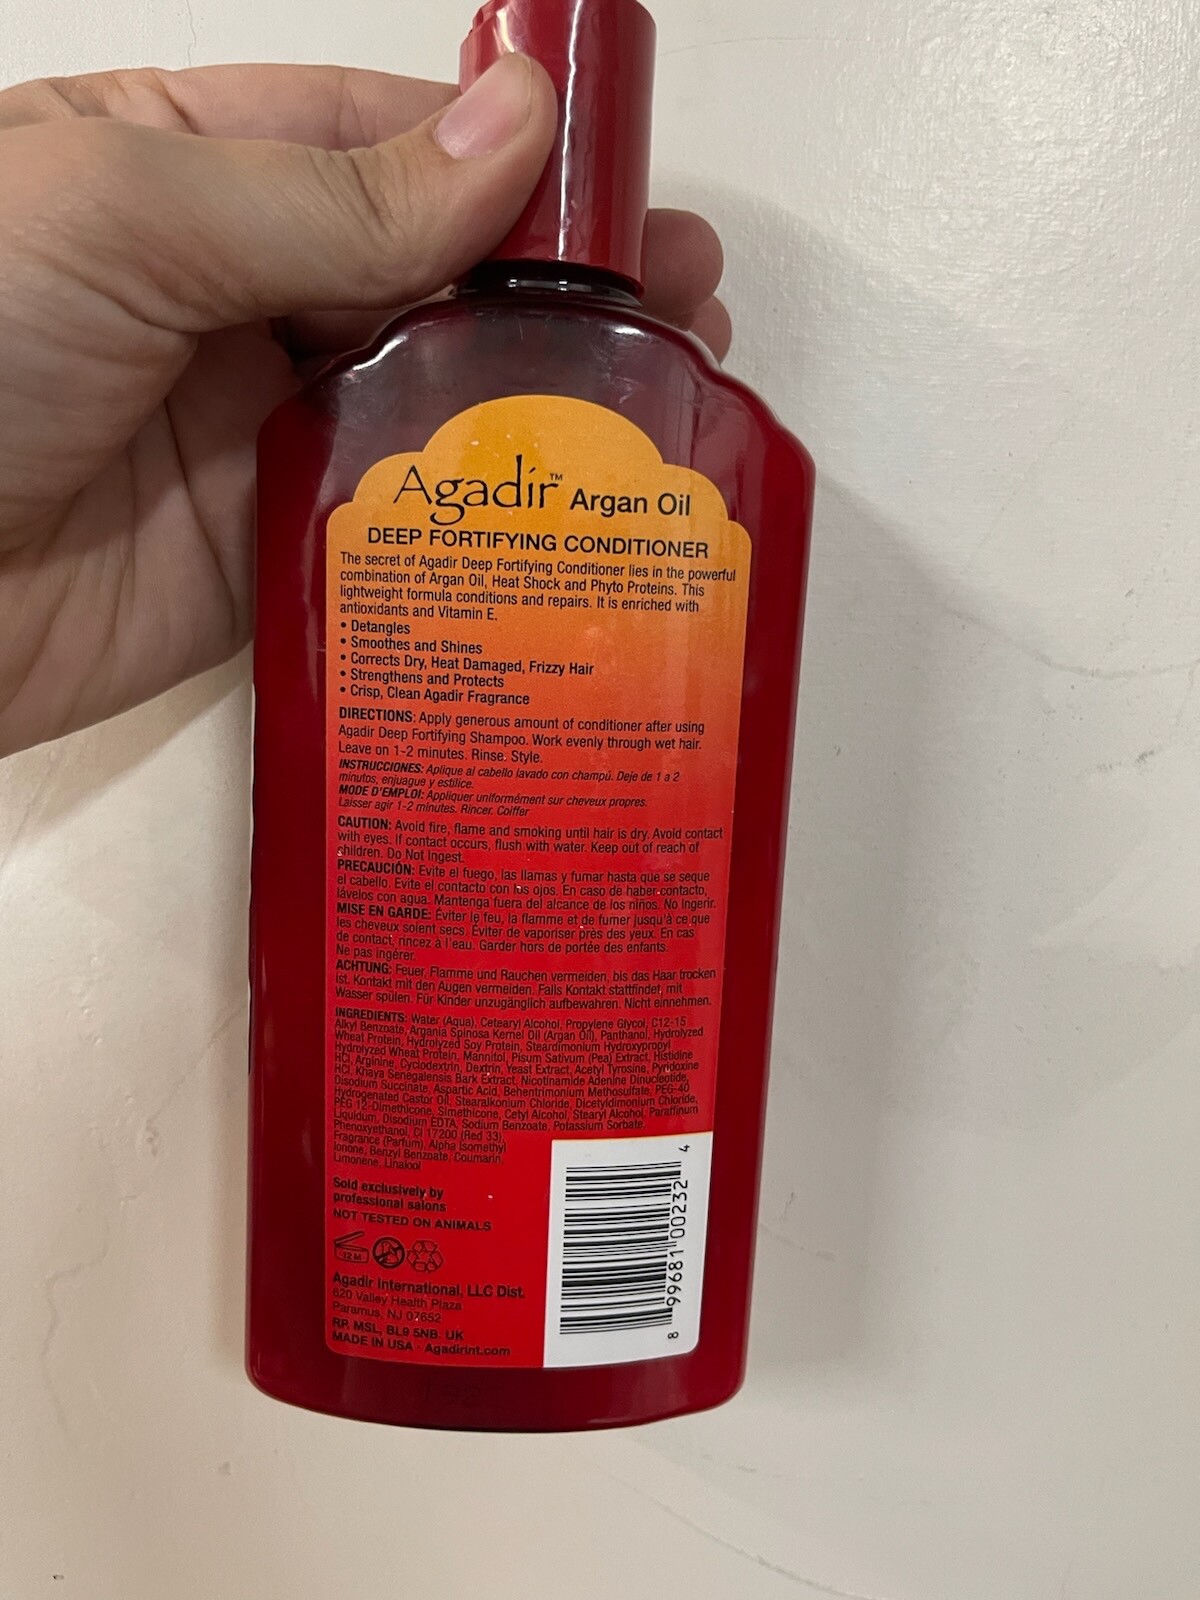 Agadír™ Argan Oil
DEEP FORTIFYING CONDITIONER
The secret of Agadir Deep Fortifying Conditioner lies in the powerful
combination of Argan Oil, Heat Shock and Phyto Proteins. This
lightweight formula conditions and repairs. It is enriched with
antioxidants and Vitamin E.
• Detangles
• Smoothes and Shines
• Corrects Dry, Heat Damaged, Frizzy Hair
• Strengthens and Protects
• Crisp, Clean Agadir Fragrance
DIRECTIONS: Apply generous amount of conditioner after using
Agadir Deep Fortifying Shampoo. Work evenly through wet hair.
Leave on 1-2 minutes. Rinse. Style.
INSTRUCCIONES: Aplique al cabello lavado con champú. Deje de 1 a 2
minutos, enjuague y estilice.
MODE D'EMPLOI: Appliquer uniformément sur cheveux propres.
Laisser agir 1-2 minutes. Rincer. Coiffer
CAUTION: Avoid fire, flame and smoking until hair is dry. Avoid contact
with eyes. If contact occurs, flush with water. Keep out of reach of
children. Do Not Ingest.
PRECAUCIÓN: Evite el fuego, las llamas y fumar hasta que se seque
el cabello. Evite el contacto con los ojos. En caso de haber contacto,
lávelos con agua. Mantenga fuera del alcance de los niños. No Ingerir.
MISE EN GARDE: Éviter le feu, la flamme et de fumer jusqu'à ce que
les cheveux soient secs. Éviter de vaporiser près des yeux. En cas
de contact, rincez à l'eau. Garder hors de portée des enfants.
Ne pas ingérer.
ACHTUNG: Feuer, Flamme und Rauchen vermeiden, bis das Haar trocken
ist. Kontakt mit den Augen vermeiden. Falls Kontakt stattfindet, mit
Wasser spülen. Für Kinder unzugänglich aufbewahren. Nicht einnehmen.
INGREDIENTS: Water (Aqua), Cetearyl Alcohol, Propylene Glycol, C12-15
Alkyl Benzoate, Argania Spinosa Kernel Oil (Argan Oil), Panthanol, Hydrolyzed
Wheat Protein, Hydrolyzed Soy Protein, Steardimonium Hydroxypropyl
Hydrolyzed Wheat Protein, Mannitol, Pisum Sativum (Pea) Extract, Histidine
HCI, Arginine, Cyclodextrin, Dextrin, Yeast Extract, Acetyl Tyrosine, Pyridoxine
HCI, Khaya Senegalensis Bark Extract, Nicotinamide Adenine Dinucleotide,
Disodium Succinate, Aspartic Acid, Behentrimonium Methosulfate, PEG-40
Hydrogenated Castor Oil, Stearalkonium Chloride, Dicetyldimonium Chloride,
PEG 12-Dimethicone, Simethicone, Cetyl Alcohol, Stearyl Alcohol, Paraffinum
Liquidum, Disodium EDTA, Sodium Benzoate, Potassium Sorbate,
Phenoxyethanol, CI 17200 (Red 33),
Fragrance (Parfum), Alpha Isomethyl
Ionone, Benzyl Benzoate, Coumarin,
Limonene, Linalool
Sold exclusively by
professional salons
NOT TESTED ON ANIMALS
12 M
Agadir International, LLC Dist.
620 Valley Health Plaza
Paramus, NJ 07652
RP. MSL, BL9 5NB. UK
MADE IN USA · Agadirint.com
8 99681 00232 4